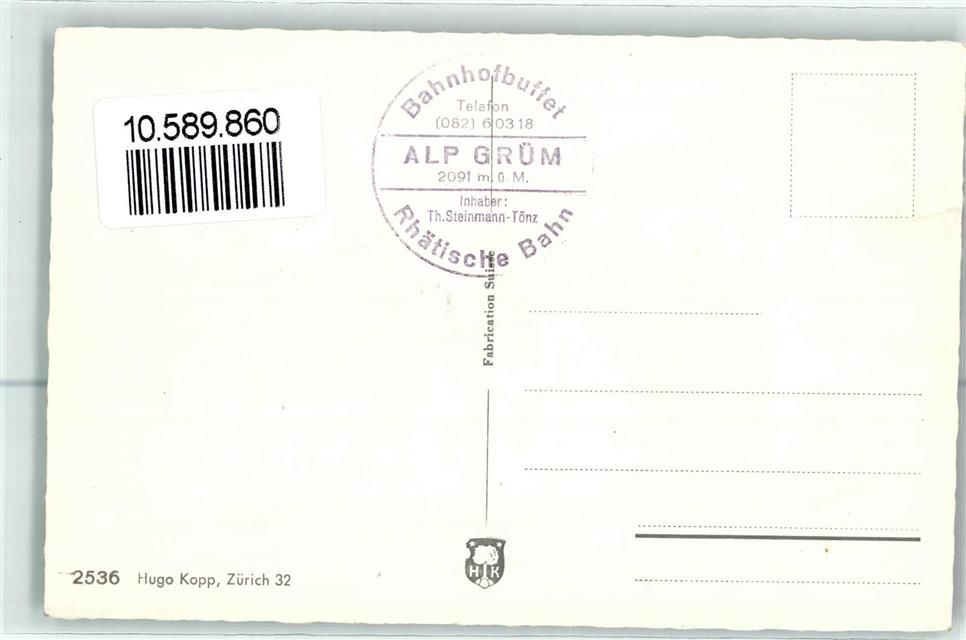 10.589.860
Bahnhofbuffet
Telefon
(082) 6 03 18
ALP GRÜM
2091 m. ü. M.
Inhaber:
Th. Steinmann-Tönz
Rhätische Bahn
Fabrication Suisse
H K
2536 Hugo Kopp, Zürich 32